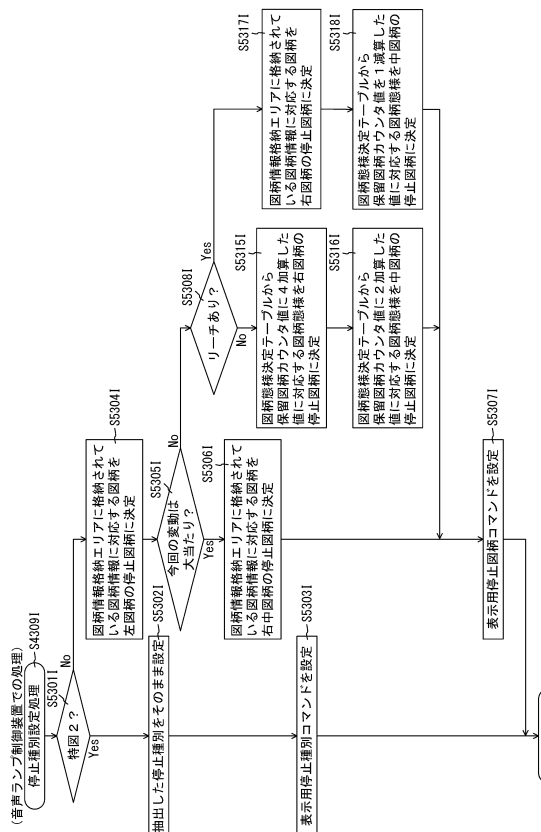 (音声ランプ制御装置での処理)
停止種別設定処理
S4309I
S5301I
特図２？
No
Yes
抽出した停止種別をそのまま設定
S5302I
表示用停止種別コマンドを設定
S5303I
図柄情報格納エリアに格納されて
いる図柄情報に対応する図柄を
左図柄の停止図柄に決定
S5304I
S5305I
今回の変動は
大当たり？
No
Yes
図柄情報格納エリアに格納されて
いる図柄情報に対応する図柄を
右中図柄の停止図柄に決定
S5306I
S5308I
リーチあり？
Yes
No
図柄態様決定テーブルから
保留図柄カウンタ値に４加算した
値に対応する図柄態様を右図柄の
停止図柄に決定
S5315I
図柄態様決定テーブルから
保留図柄カウンタ値に２加算した
値に対応する図柄態様を中図柄の
停止図柄に決定
S5316I
図柄情報格納エリアに格納されて
いる図柄情報に対応する図柄を
右図柄の停止図柄に決定
S5317I
図柄態様決定テーブルから
保留図柄カウンタ値を１減算した
値に対応する図柄態様を中図柄の
停止図柄に決定
S5318I
表示用停止図柄コマンドを設定
S5307I